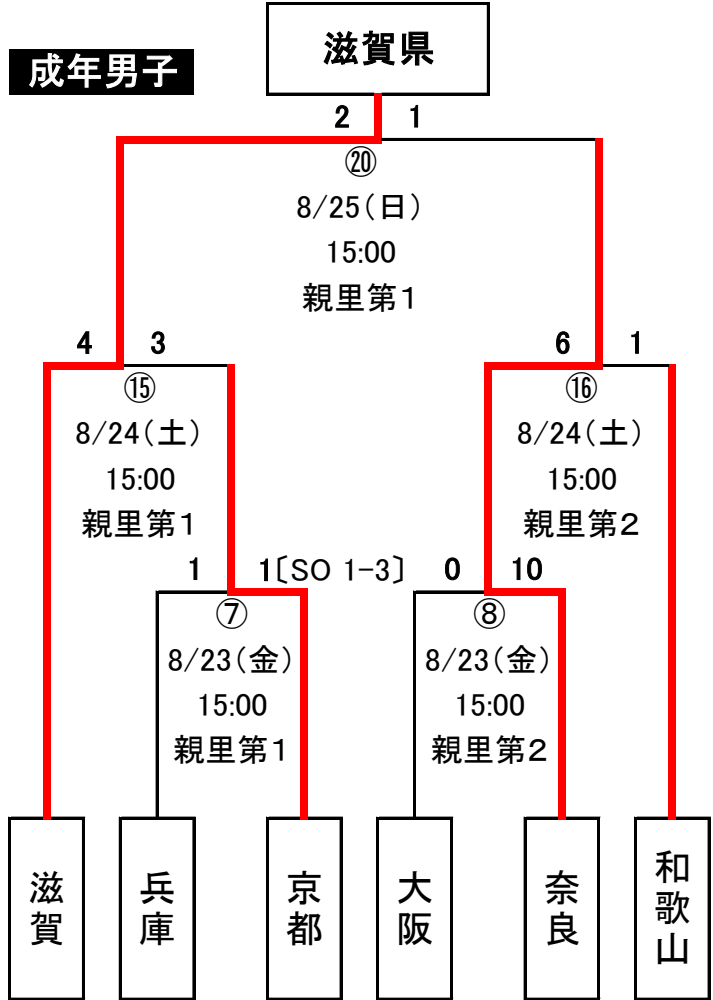 滋賀県
成年男子
2 1
⑳
8/25(日)
15:00
親里第1
4 3
6 1
⑮
8/24(土)
15:00
親里第1
⑯
8/24(土)
15:00
親里第2
1 1〔SO 1-3〕
0 10
⑦
8/23(金)
15:00
親里第1
⑧
8/23(金)
15:00
親里第2
滋賀
兵庫
京都
大阪
奈良
和歌山